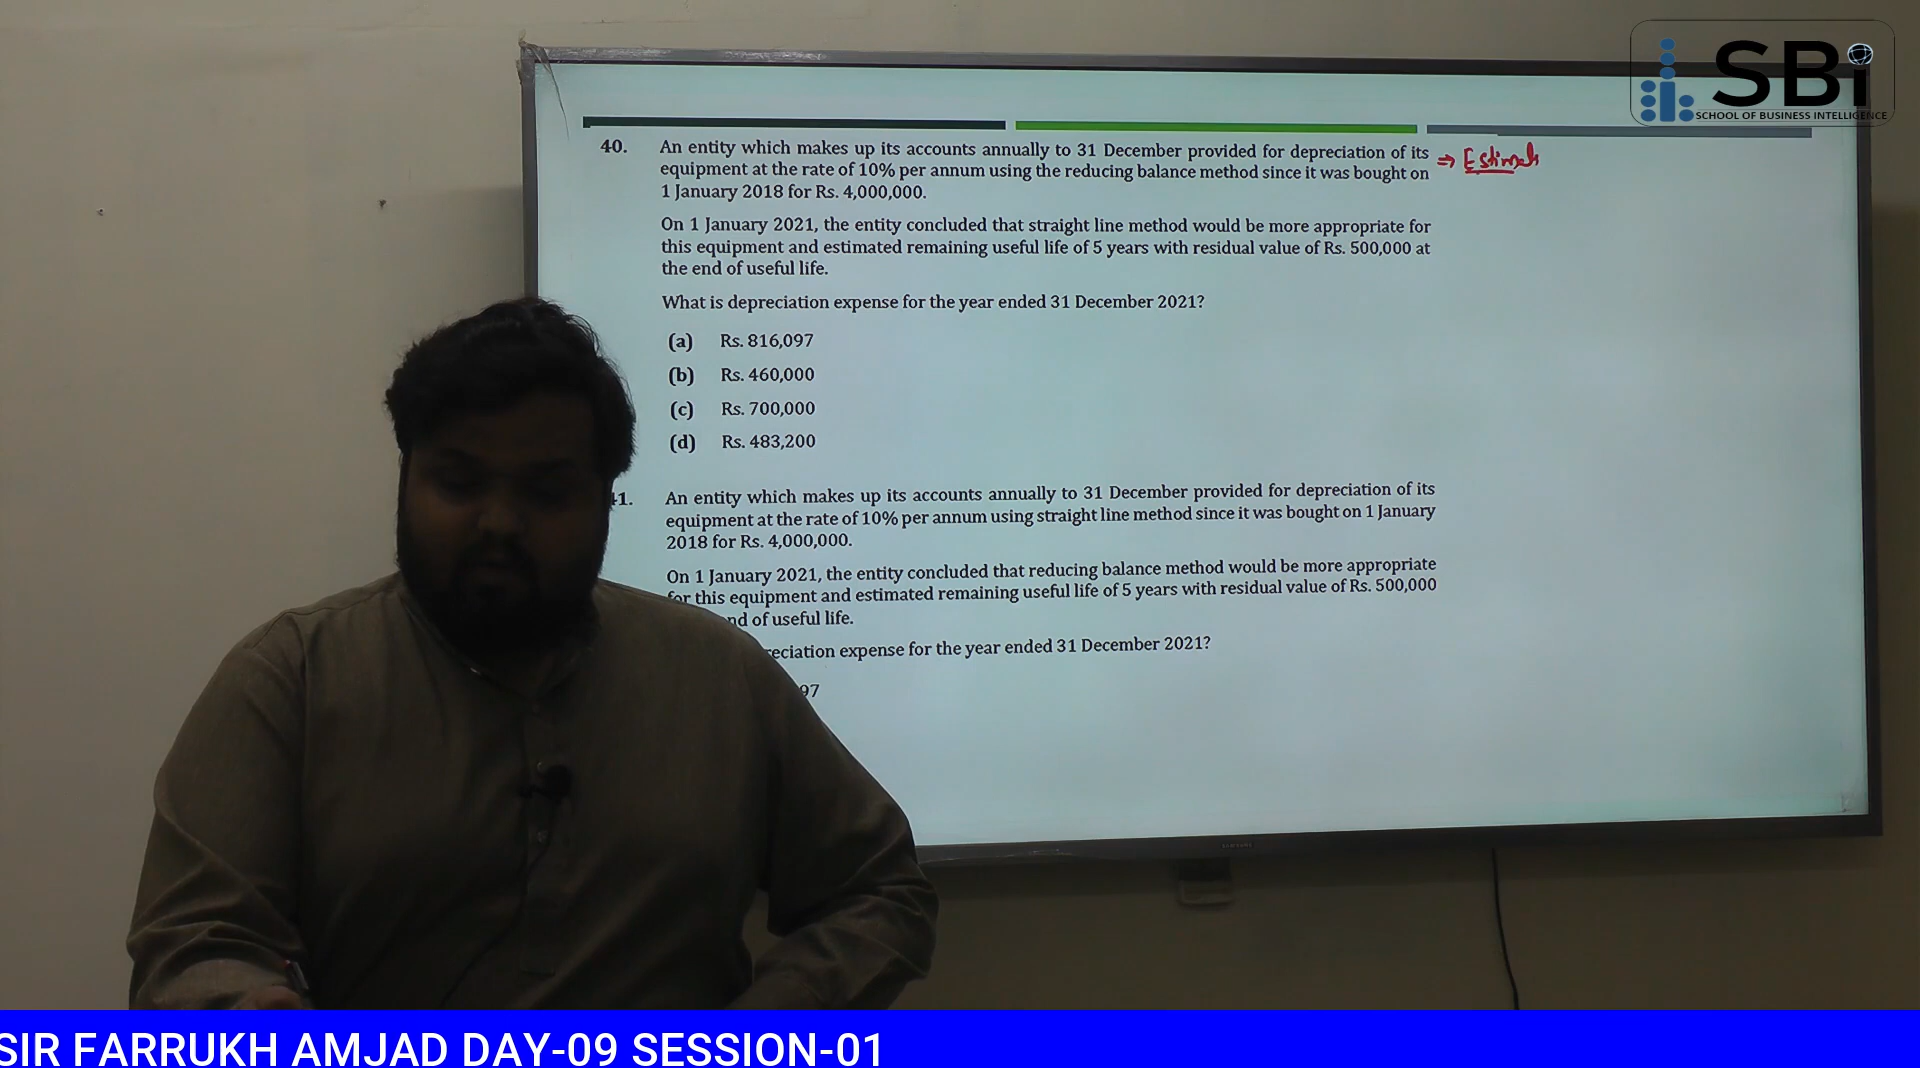 SBi
SCHOOL OF BUSINESS INTELLIGENCE
40. An entity which makes up its accounts annually to 31 December provided for depreciation of its
equipment at the rate of 10% per annum using the reducing balance method since it was bought on
1 January 2018 for Rs. 4,000,000.
⇒ Estimate
On 1 January 2021, the entity concluded that straight line method would be more appropriate for
this equipment and estimated remaining useful life of 5 years with residual value of Rs. 500,000 at
the end of useful life.
What is depreciation expense for the year ended 31 December 2021?
(a) Rs. 816,097
(b) Rs. 460,000
(c) Rs. 700,000
(d) Rs. 483,200
1. An entity which makes up its accounts annually to 31 December provided for depreciation of its
equipment at the rate of 10% per annum using straight line method since it was bought on 1 January
2018 for Rs. 4,000,000.
On 1 January 2021, the entity concluded that reducing balance method would be more appropriate
for this equipment and estimated remaining useful life of 5 years with residual value of Rs. 500,000
nd of useful life.
reciation expense for the year ended 31 December 2021?
97
SIR FARRUKH AMJAD DAY-09 SESSION-01